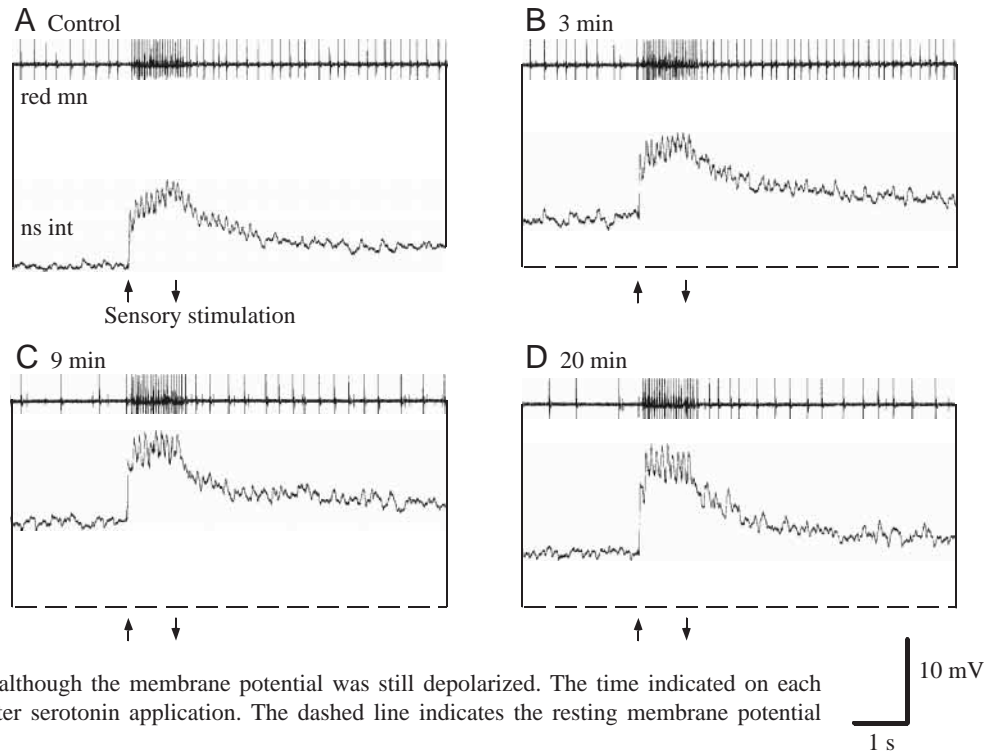 A Control
B 3 min
red mn
ns int
Sensory stimulation
C 9 min
D 20 min
although the membrane potential was still depolarized. The time indicated on each
ter serotonin application. The dashed line indicates the resting membrane potential
10 mV
1 s